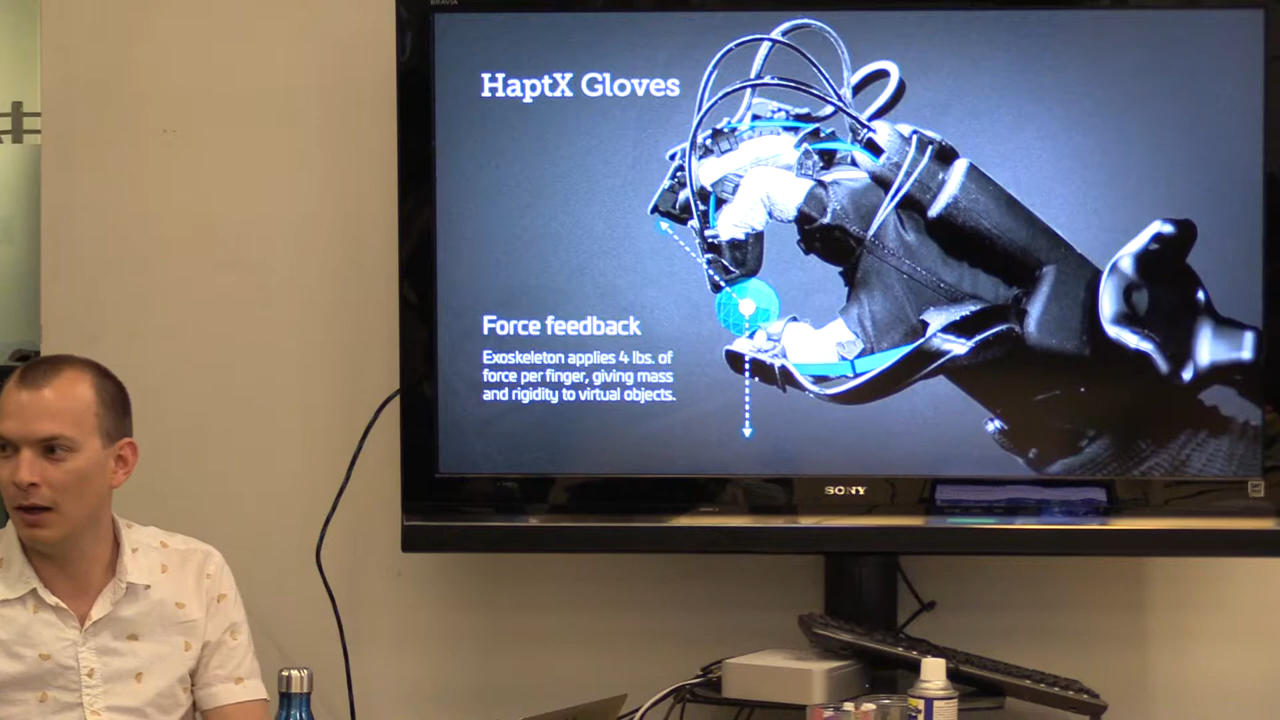 BRAVIA
HaptX Gloves
Force feedback
Exoskeleton applies 4 lbs. of
force per finger, giving mass
and rigidity to virtual objects.
SONY